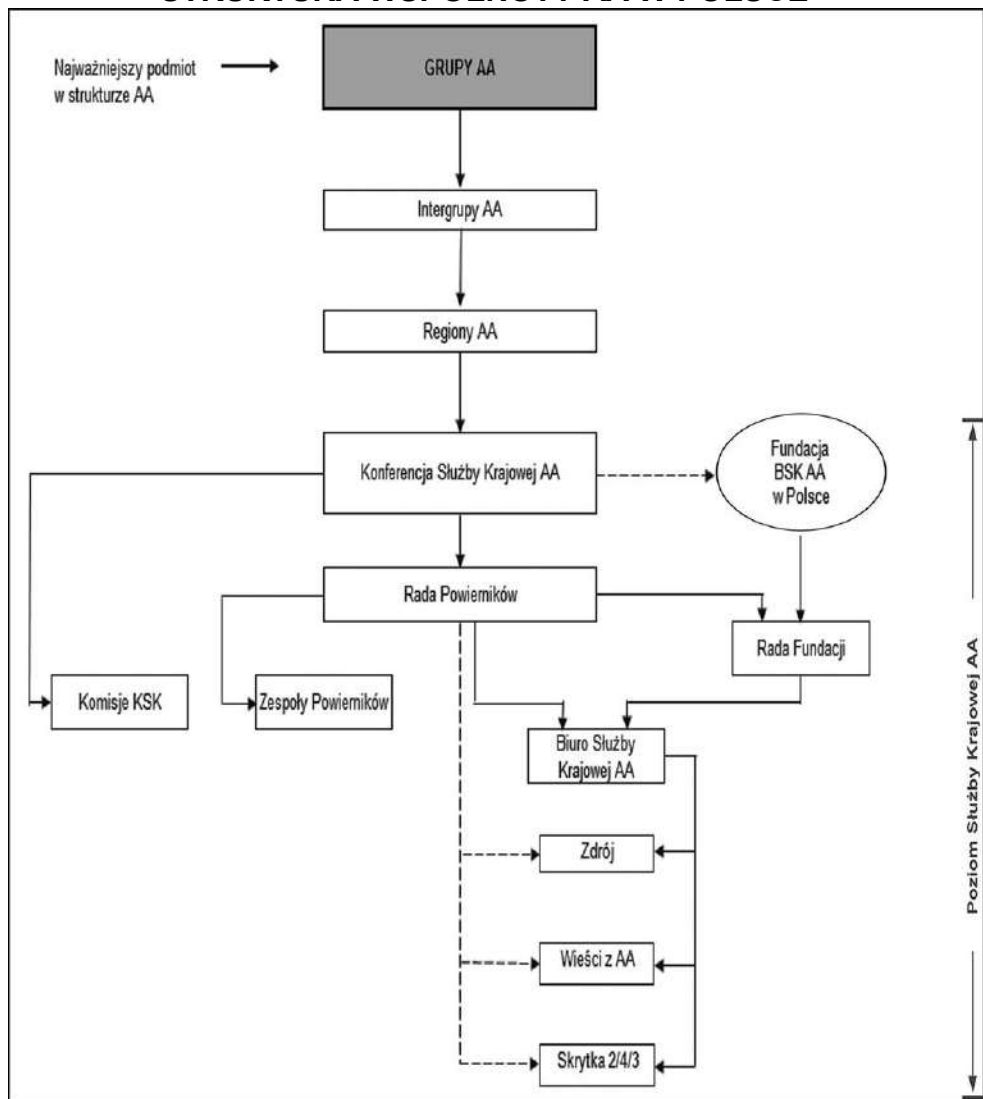 Najważniejszy podmiot
w strukturze AA
GRUPY AA
Intergrupy AA
Regiony AA
Konferencja Służby Krajowej AA
Fundacja
BSK AA
w Polsce
Rada Powierników
Rada Fundacji
Komisje KSK
Zespoły Powierników
Biuro Służby
Krajowej AA
Zdrój
Wieści z AA
Skrytka 2/4/3
Poziom Służby Krajowej AA